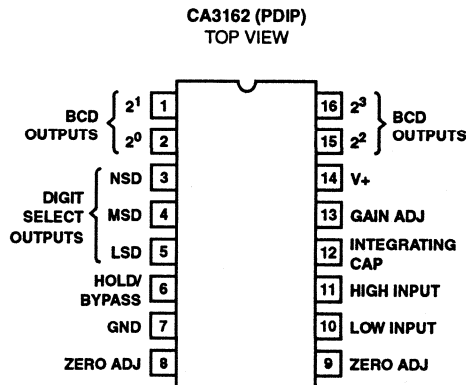 CA3162 (PDIP)
TOP VIEW
BCD
OUTPUTS
2¹ 1
2⁰ 2
DIGIT
SELECT
OUTPUTS
NSD 3
MSD 4
LSD 5
HOLD/
BYPASS 6
GND 7
ZERO ADJ 8
16 2³
15 2²
BCD
OUTPUTS
14 V+
13 GAIN ADJ
12 INTEGRATING
CAP
11 HIGH INPUT
10 LOW INPUT
9 ZERO ADJ